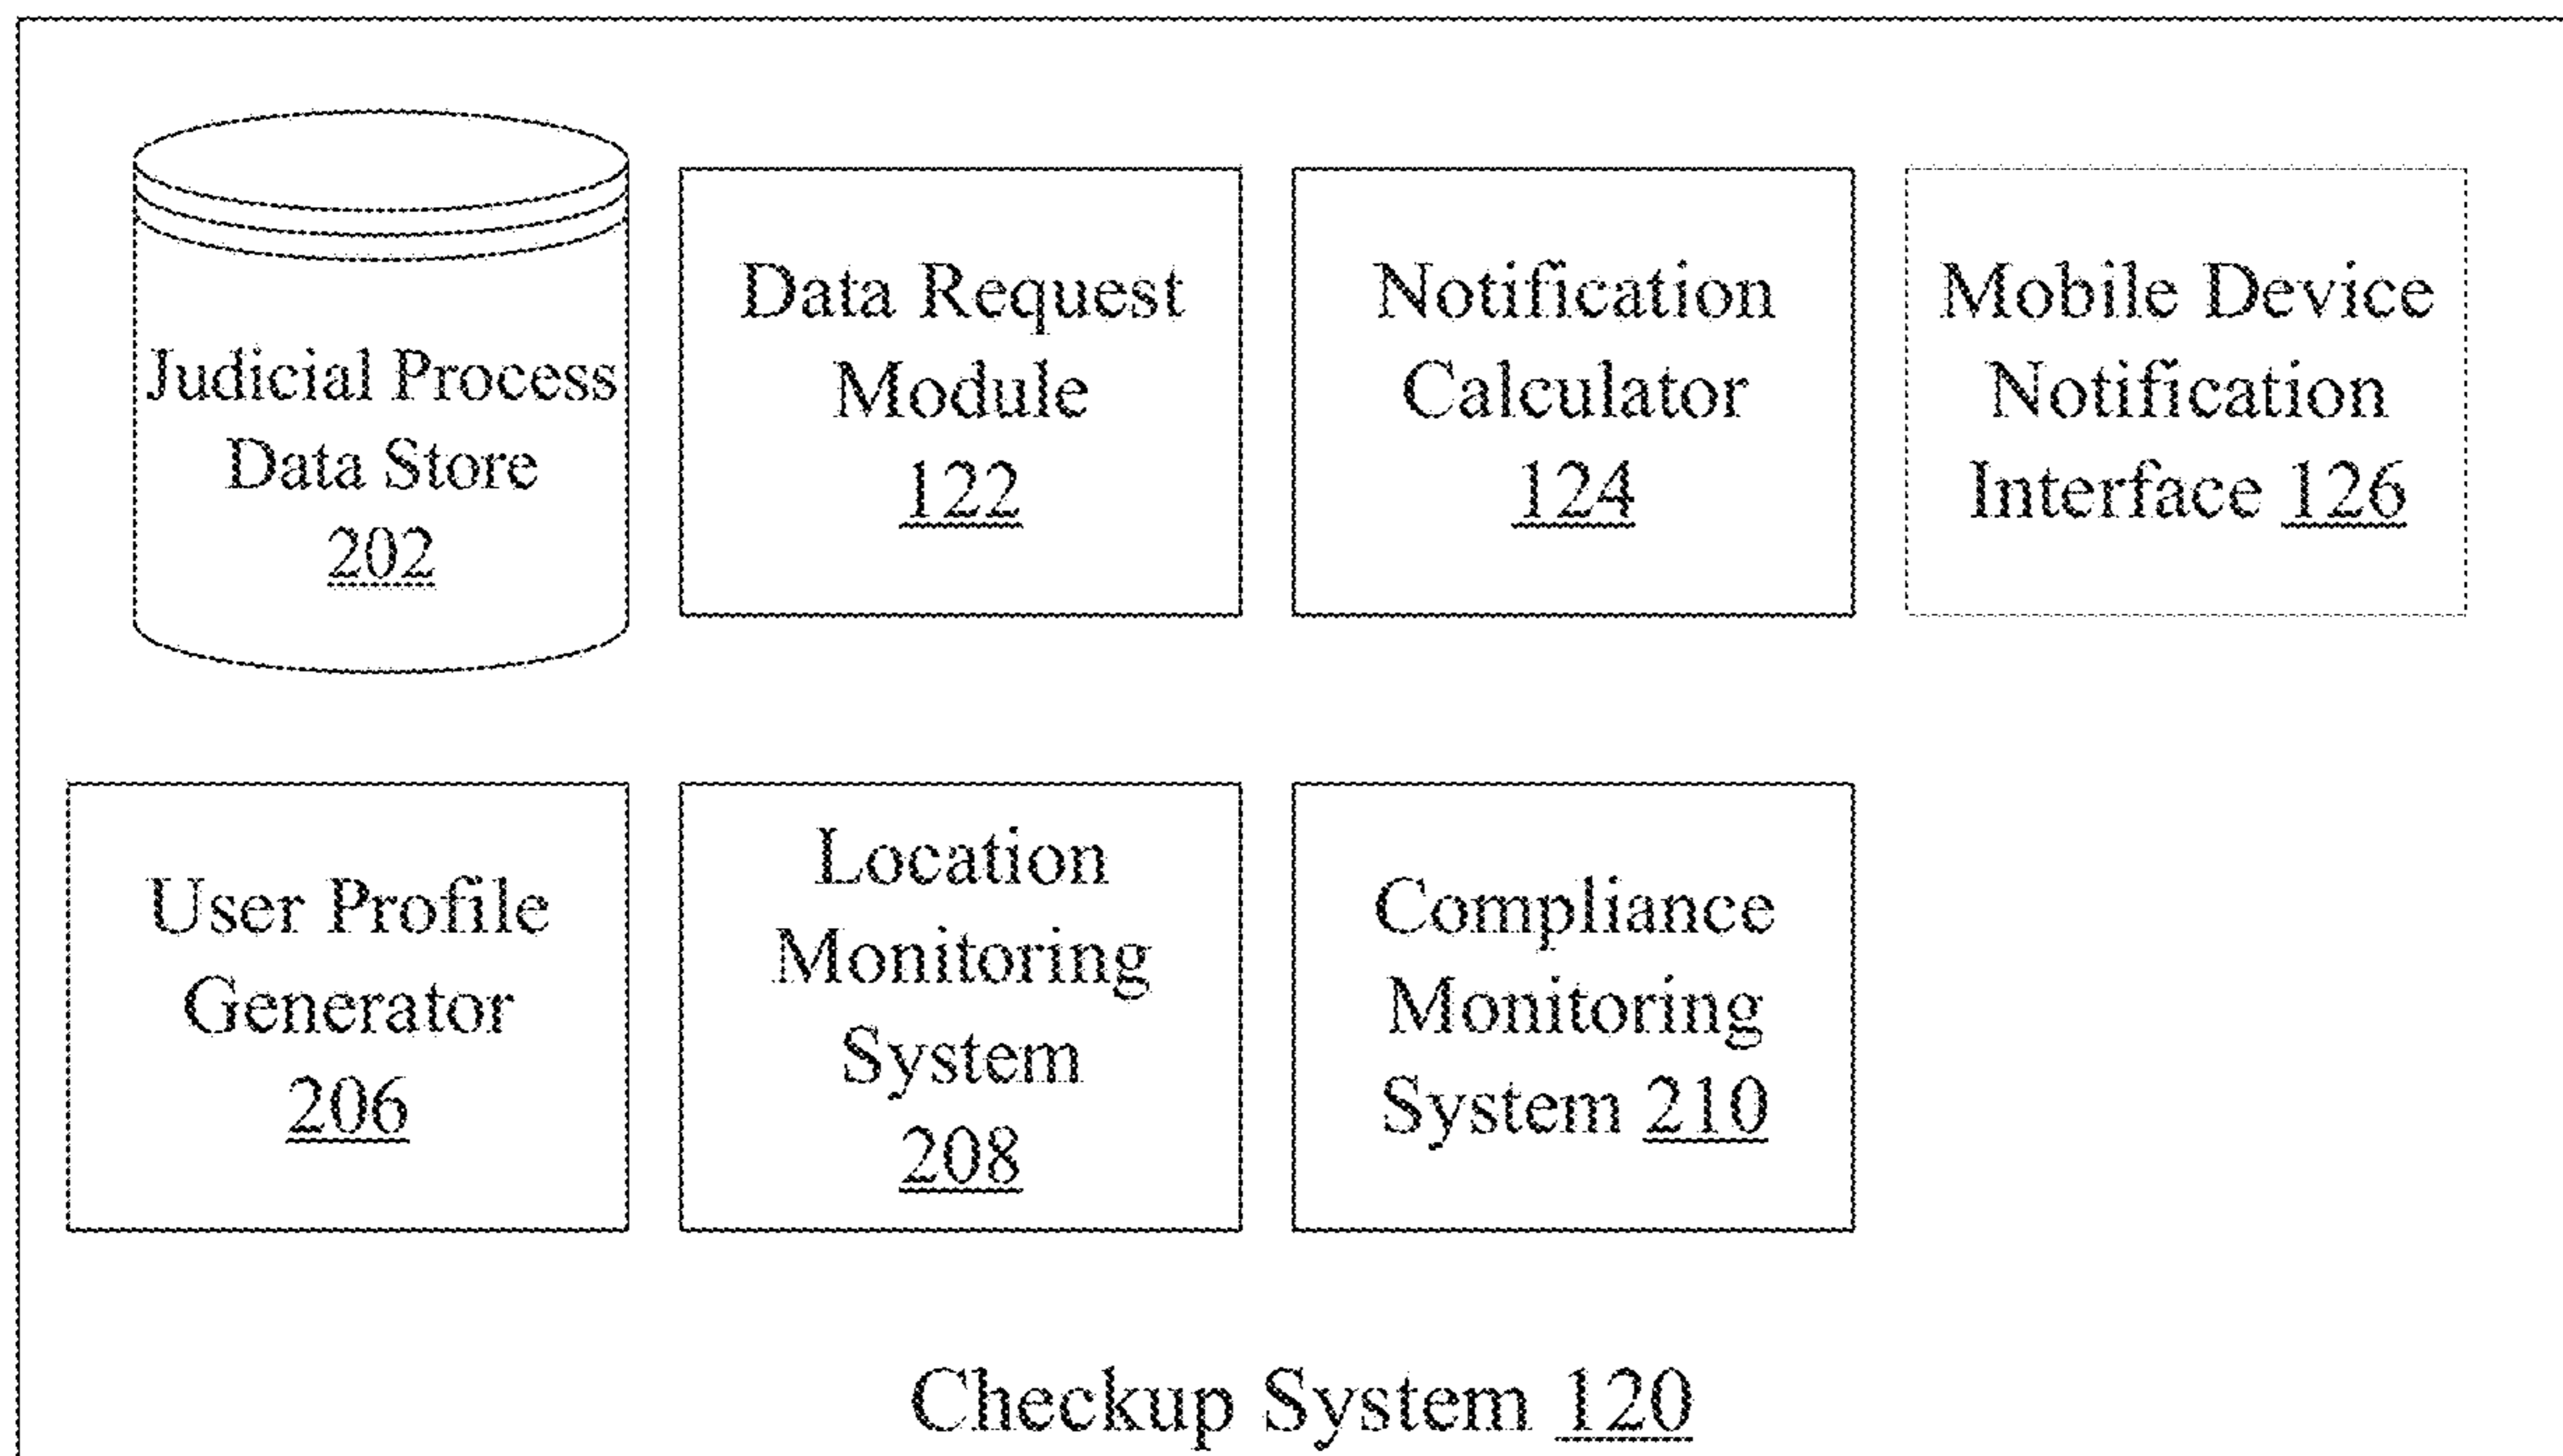 Judicial Process
Data Store
202
Data Request
Module
122
Notification
Calculator
124
Mobile Device
Notification
Interface 126
User Profile
Generator
206
Location
Monitoring
System
208
Compliance
Monitoring
System 210
Checkup System 120